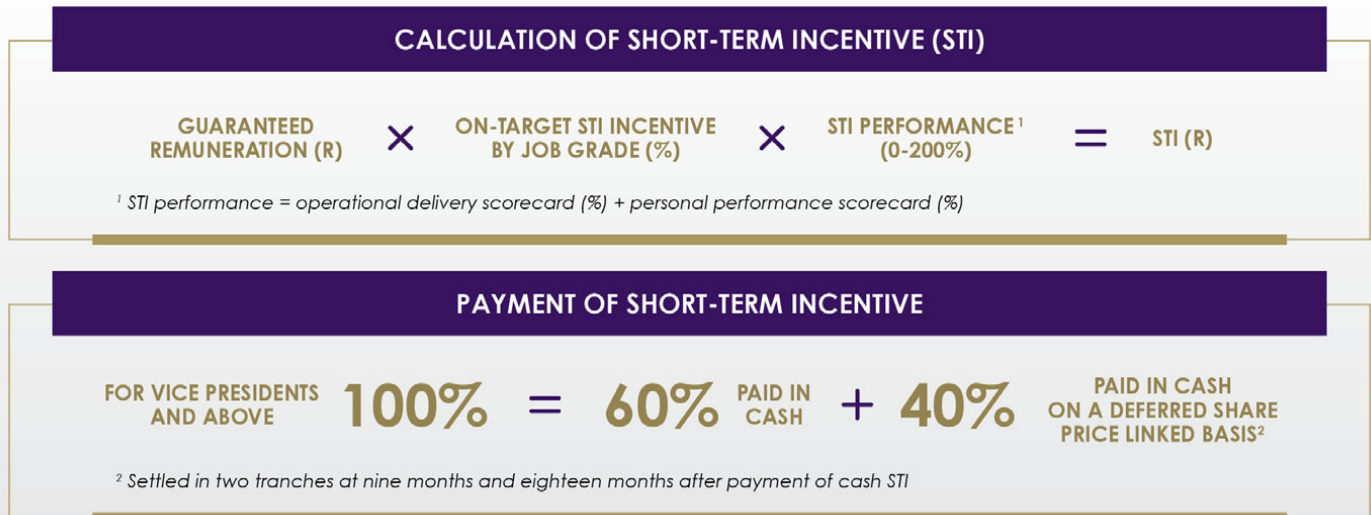 CALCULATION OF SHORT-TERM INCENTIVE (STI)
GUARANTEED REMUNERATION (R) × ON-TARGET STI INCENTIVE BY JOB GRADE (%) × STI PERFORMANCE ¹ (0-200%) = STI (R)
¹ STI performance = operational delivery scorecard (%) + personal performance scorecard (%)
PAYMENT OF SHORT-TERM INCENTIVE
FOR VICE PRESIDENTS AND ABOVE 100% = 60% PAID IN CASH + 40% PAID IN CASH ON A DEFERRED SHARE PRICE LINKED BASIS²
² Settled in two tranches at nine months and eighteen months after payment of cash STI